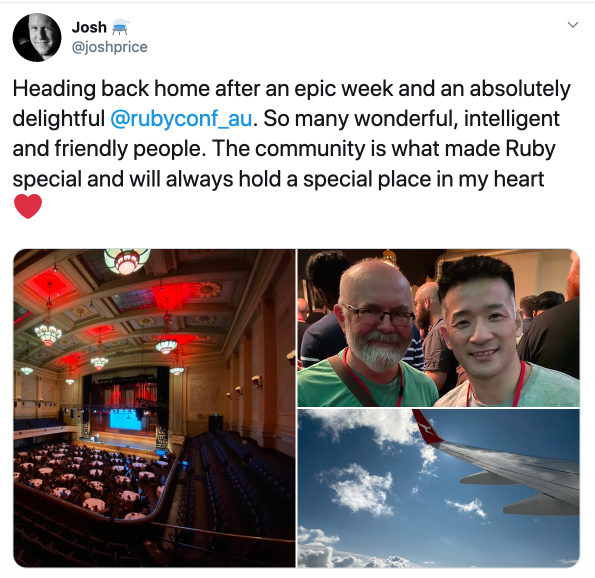 Josh
@joshprice
Heading back home after an epic week and an absolutely
delightful @rubyconf_au. So many wonderful, intelligent
and friendly people. The community is what made Ruby
special and will always hold a special place in my heart